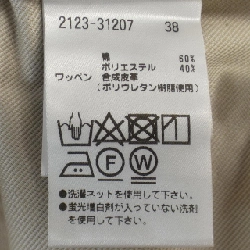 2123-31207 38
綿 60%
ポリエステル 40%
ワッペン 合成皮革
(ポリウレタン樹脂使用)
F W
●洗濯ネットを使用して下さい。
●蛍光増白剤が入っていない洗剤
を使用して下さい。